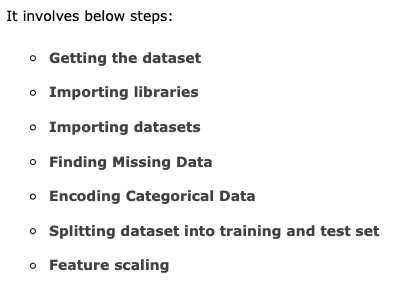 It involves below steps:
Getting the dataset
Importing libraries
Importing datasets
Finding Missing Data
Encoding Categorical Data
Splitting dataset into training and test set
Feature scaling